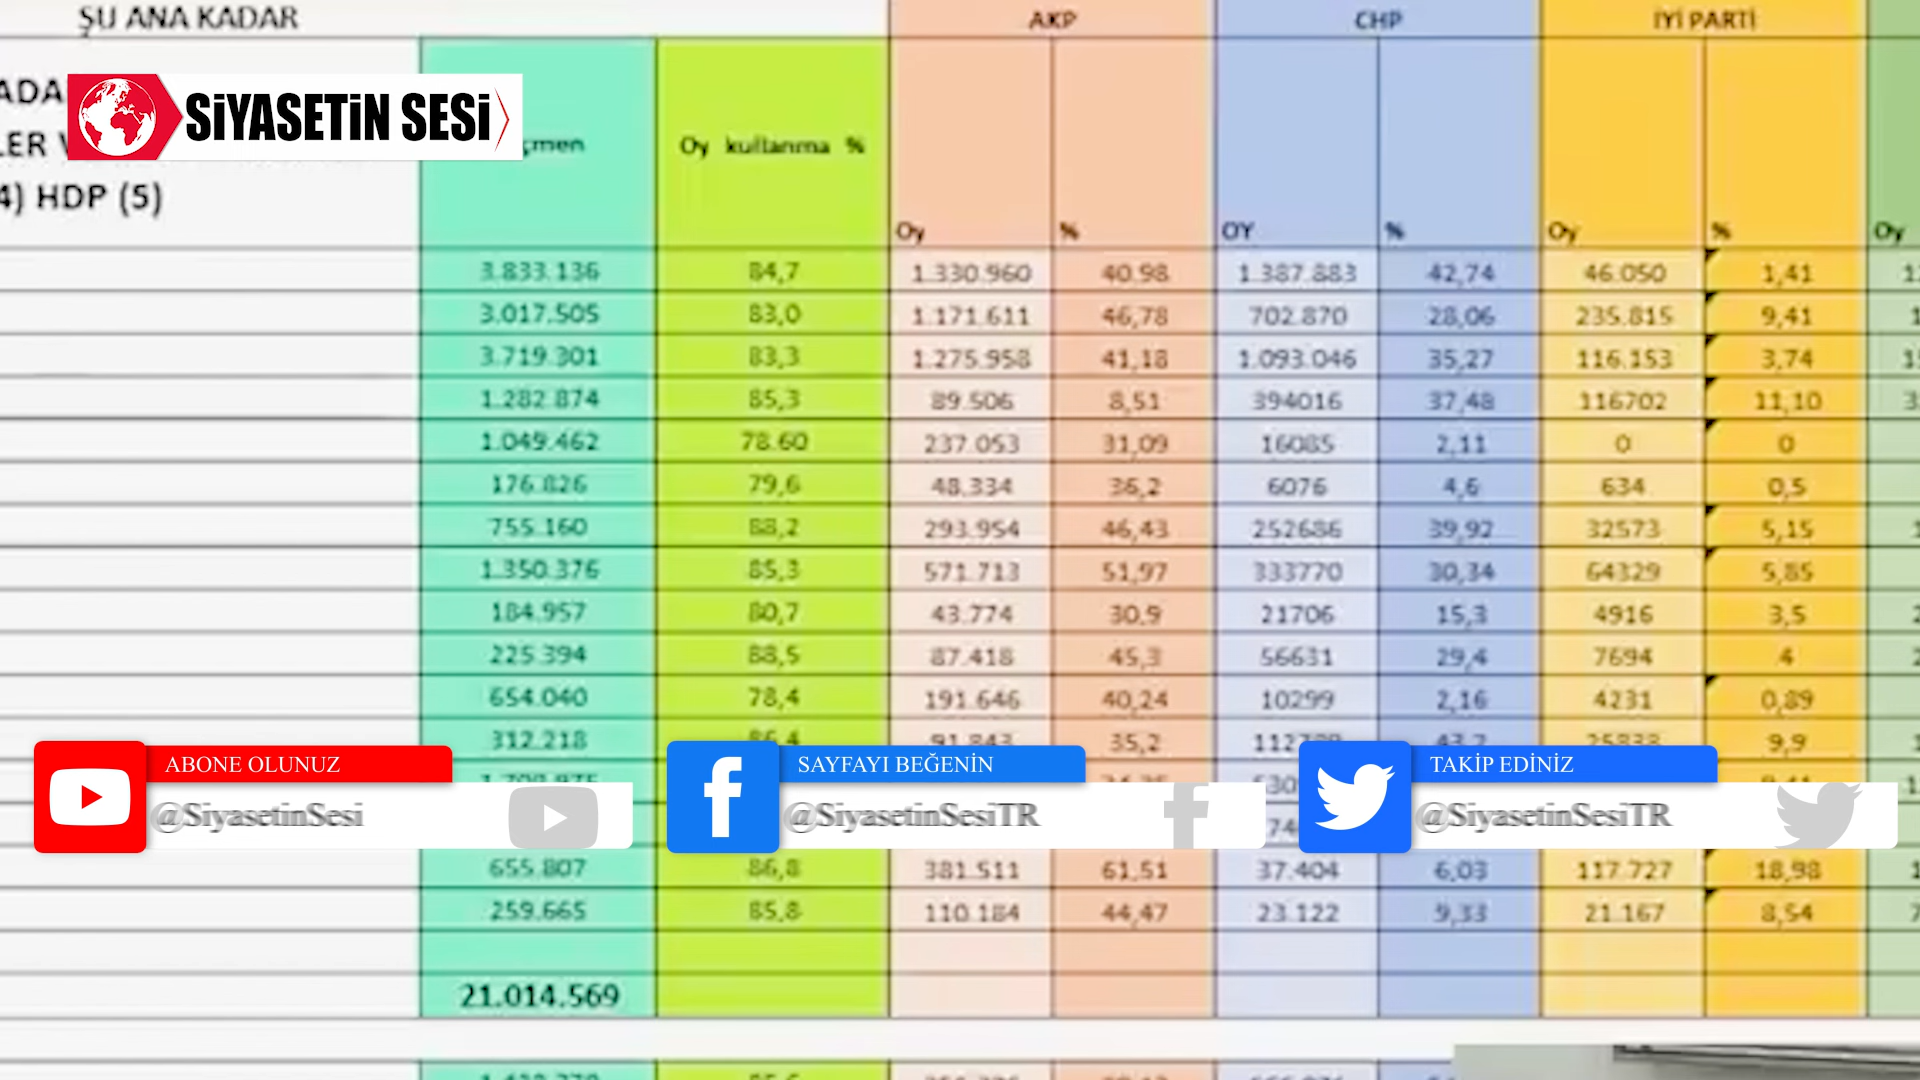 ŞU ANA KADAR AKP CHP İYİ PARTİ
SİYASETİN SESİ
Oy kullanma %
4) HDP (5)
Oy % OY % Oy % Oy
3.833.136 84,7 1.330.960 40.98 1.387.883 42,74 46.050 1,41
3.017.505 83,0 1.171.611 46,78 702.870 28,06 235.815 9,41
3.719.301 83,3 1.275.958 41,18 1.093.046 35,27 116.153 3,74
1.282.874 85,3 89.506 8,51 394016 37,48 116702 11,10
1.049.462 78.60 237.053 31,09 16085 2,11 0 0
176.826 79,6 48.334 36,2 6076 4,6 634 0,5
755.160 88,2 293.954 46,43 252686 39,92 32573 5,15
1.350.376 85,3 571.713 51,97 333770 30,34 64329 5,85
184.957 80,7 43.774 30,9 21706 15,3 4916 3,5
225.394 88,5 87.418 45,3 56631 29,4 7694 4
654.040 78,4 191.646 40,24 10299 2,16 4231 0,89
312.218 35,2 9,9
ABONE OLUNUZ
@SiyasetinSesi
SAYFAYI BEĞENİN
@SiyasetinSesiTR
TAKİP EDİNİZ
@SiyasetinSesiTR
655.807 86,8 381.511 61,51 37.404 6,03 117.727 18,98
259.665 85,8 110.184 44,47 23.122 9,33 21.167 8,54
21.014.569